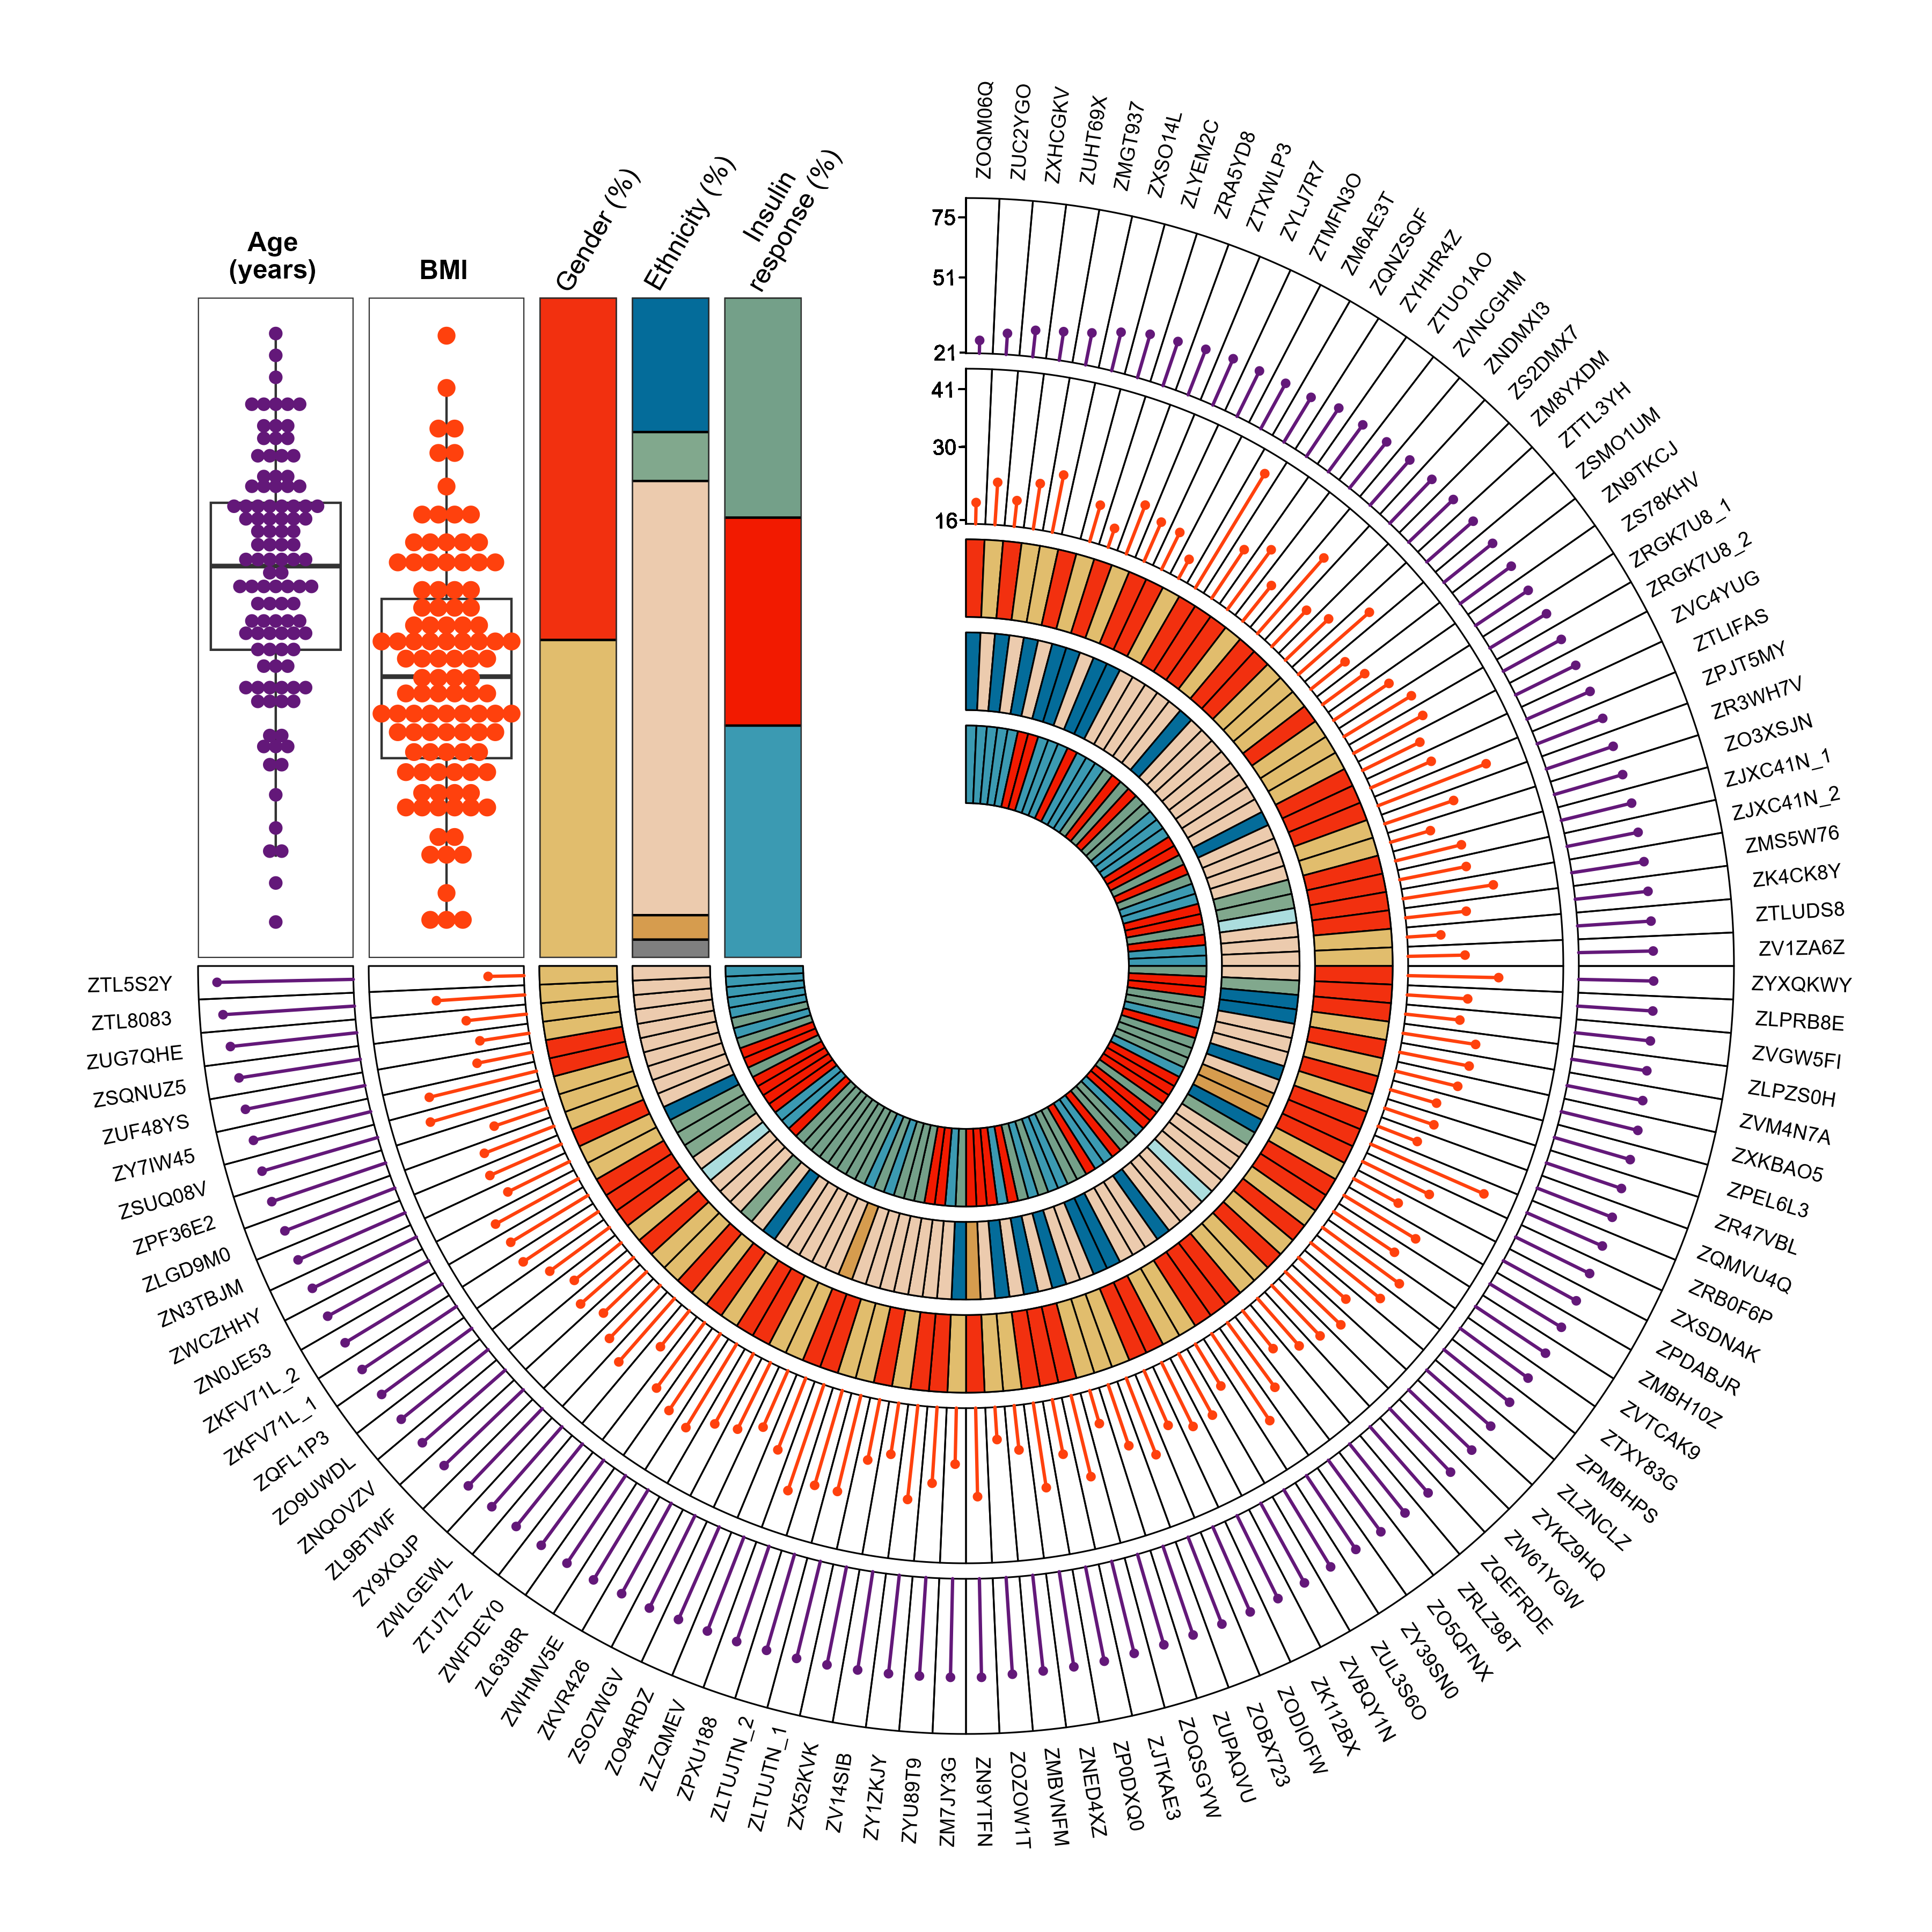 Age
(years)
BMI
Gender (%)
Ethnicity (%)
Insulin
response (%)
75
51
21
41
30
16
ZOQM06Q
ZUC2YGO
ZXHCGKV
ZUHT69X
ZMGT937
ZXSO14L
ZLYEM2C
ZRA5YD8
ZTXWLP3
ZYLJ7R7
ZTMFN3O
ZM6AE3T
ZQNZSQF
ZYHHR4Z
ZTUO1AO
ZVNCGHM
ZNDMXI3
ZS2DMX7
ZM8YXDM
ZTTL3YH
ZSMO1UM
ZN9TKCJ
ZS78KHV
ZRGK7U8_1
ZRGK7U8_2
ZVC4YUG
ZTLIFAS
ZPJT5MY
ZR3WH7V
ZO3XSJN
ZJXC41N_1
ZJXC41N_2
ZMS5W76
ZK4CK8Y
ZTLUDS8
ZV1ZA6Z
ZYXQKWY
ZLPRB8E
ZVGW5FI
ZLPZS0H
ZVM4N7A
ZXKBAO5
ZPEL6L3
ZR47VBL
ZQMVU4Q
ZRB0F6P
ZXSDNAK
ZPDABJR
ZMBH10Z
ZVTCAK9
ZTXY83G
ZPMBHPS
ZLZNCLZ
ZYKZ9HQ
ZW61YGW
ZQEFRDE
ZRLZ98T
ZO5QFNX
ZY39SN0
ZUL3S6O
ZVBQY1N
ZK112BX
ZODIOFW
ZOBX723
ZUPAQVU
ZOQSGYW
ZJTKAE3
ZP0DXQ0
ZNED4XZ
ZMBVNFM
ZOZOW1T
ZN9YTFN
ZM7JY3G
ZYU89T9
ZY1ZKJY
ZV14SIB
ZX52KVK
ZLTUJTN_1
ZLTUJTN_2
ZPXU188
ZLZQMEV
ZO94RDZ
ZSOZWGV
ZKVR426
ZWHMV5E
ZL63I8R
ZWFDEY0
ZTJ7L7Z
ZWLGEWL
ZY9XQJP
ZL9BTWF
ZNQOVZV
ZO9UWDL
ZQFL1P3
ZKFV71L_1
ZKFV71L_2
ZN0JE53
ZWCZHHY
ZN3TBJM
ZLGD9M0
ZPF36E2
ZSUQ08V
ZY7IW45
ZUF48YS
ZSQNUZ5
ZUG7QHE
ZTL8083
ZTL5S2Y